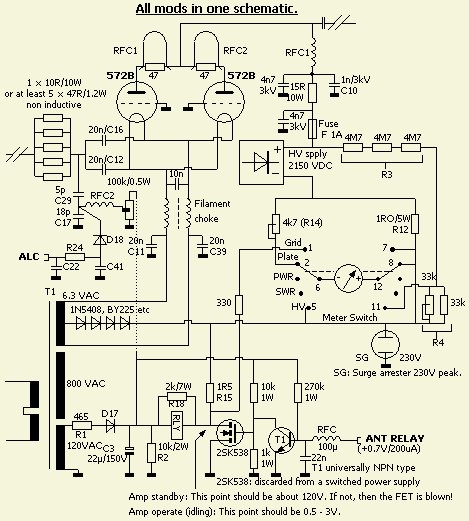 All mods in one schematic.
RFC1
RFC2
47
47
572B
572B
RFC1
4n7
3kV
15R
10W
1n/3kV
C10
4n7
3kV
Fuse
F 1A
1 × 10R/10W
or at least 5 × 47R/1.2W
non inductive
20n/C16
20n/C12
10n
HV spply
2150 VDC
4M7
4M7
4M7
R3
5p
C29
18p
C17
RFC2
100k/0.5W
D18
Filament
choke
20n
C11
20n
C39
ALC
R24
C22
C41
4k7 (R14)
1R0/5W
R12
Grid
1
Plate
2
PWR
SWR
HV
5
6
7
8
12
11
Meter Switch
33k
33k
R4
T1
6.3 VAC
1N5408, BY225 etc
330
SG
230V
SG: Surge arrester 230V peak.
800 VAC
465
R1
D17
120VAC
C3
22µ/150V
10k/2W
R2
2k/7W
R18
RLY
1R5
R15
10k
1W
270k
1W
1k
1W
2SK538
T1
RFC
100µ
22n
ANT RELAY
(+0.7V/200uA)
T1 universally NPN type
2SK538: discarded from a switched power supply
Amp standby: This point should be about 120V. If not, then the FET is blown!
Amp operate (idling): This point should be 0.5 - 3V.